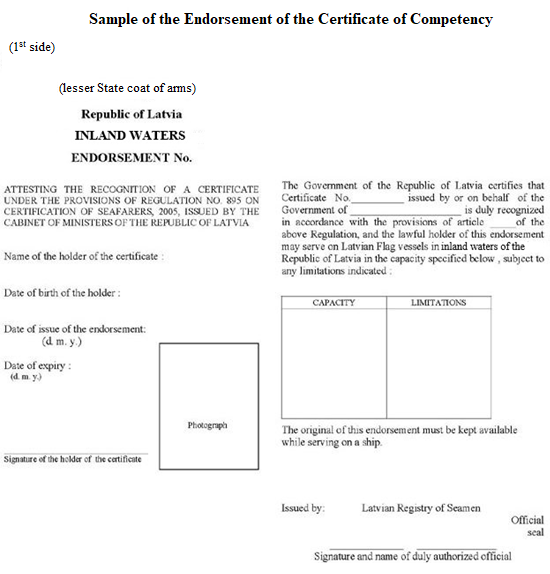 Sample of the Endorsement of the Certificate of Competency
(1st side)
(lesser State coat of arms)
Republic of Latvia
INLAND WATERS
ENDORSEMENT No.
ATTESTING THE RECOGNITION OF A CERTIFICATE
UNDER THE PROVISIONS OF REGULATION NO. 895 ON
CERTIFICATION OF SEAFARERS, 2005, ISSUED BY THE
CABINET OF MINISTERS OF THE REPUBLIC OF LATVIA
Name of the holder of the certificate :
Date of birth of the holder :
Date of issue of the endorsement:
(d. m. y.)
Date of expiry :
(d. m. y.)
Photograph
Signature of the holder of the certificate
The Government of the Republic of Latvia certifies that
Certificate No.__________ issued by or on behalf of the
Government of ____________________ is duly recognized
in accordance with the provisions of article _____ of the
above Regulation, and the lawful holder of this endorsement
may serve on Latvian Flag vessels in inland waters of the
Republic of Latvia in the capacity specified below , subject to
any limitations indicated :
CAPACITY LIMITATIONS
The original of this endorsement must be kept available
while serving on a ship.
Issued by: Latvian Registry of Seamen
Official
seal
Signature and name of duly authorized official